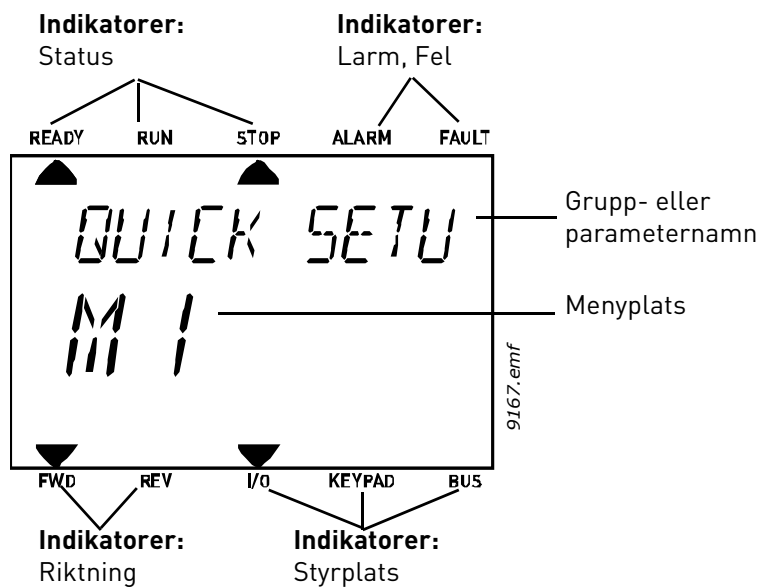 Indikatorer:
Status
Indikatorer:
Larm, Fel
READY RUN STOP ALARM FAULT
QUICK SETU
Grupp- eller
parameternamn
M 1
Menyplats
9167.emf
FWD REV I/O KEYPAD BUS
Indikatorer:
Riktning
Indikatorer:
Styrplats